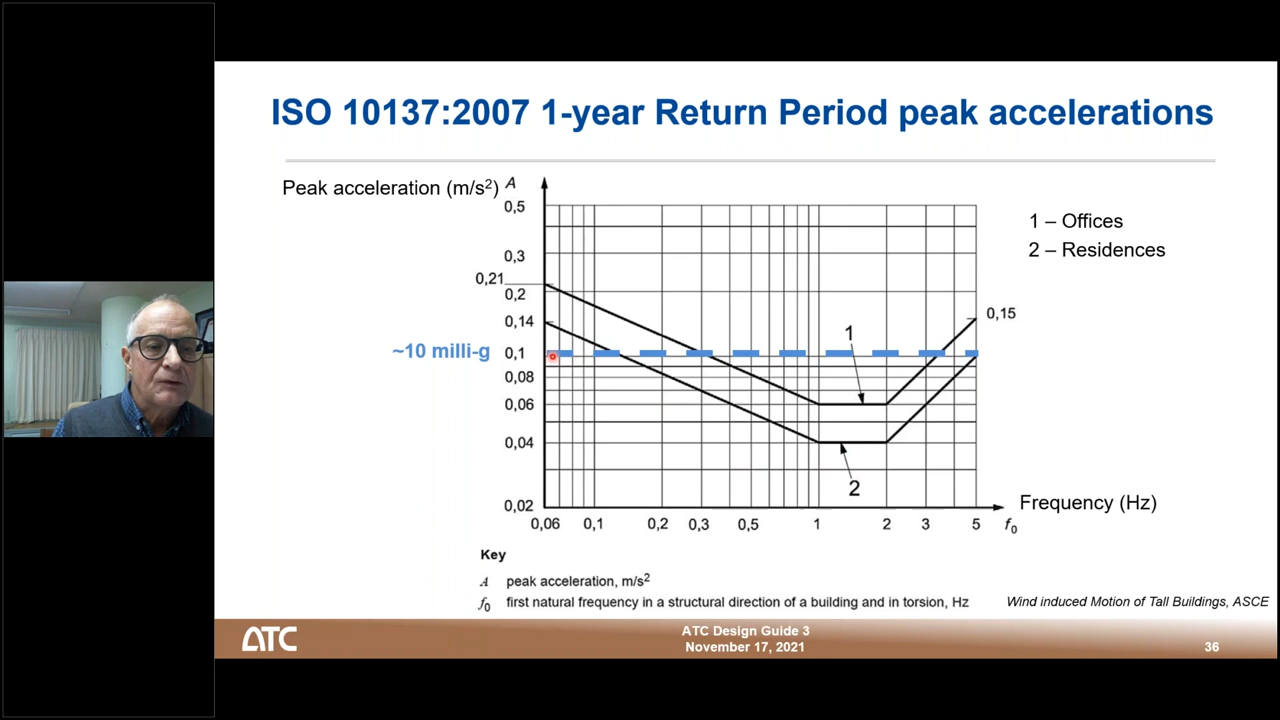 ISO 10137:2007 1-year Return Period peak accelerations
Peak acceleration (m/s²) A
0,5
0,3
0,21
0,2
0,14
~10 milli-g
0,1
0,08
0,06
0,04
0,02
1
2
0,15
1 – Offices
2 – Residences
0,06 0,1 0,2 0,3 0,5 1 2 3 5 f₀
Frequency (Hz)
Key
A peak acceleration, m/s²
f₀ first natural frequency in a structural direction of a building and in torsion, Hz
Wind induced Motion of Tall Buildings, ASCE
ATC
ATC Design Guide 3
November 17, 2021
36